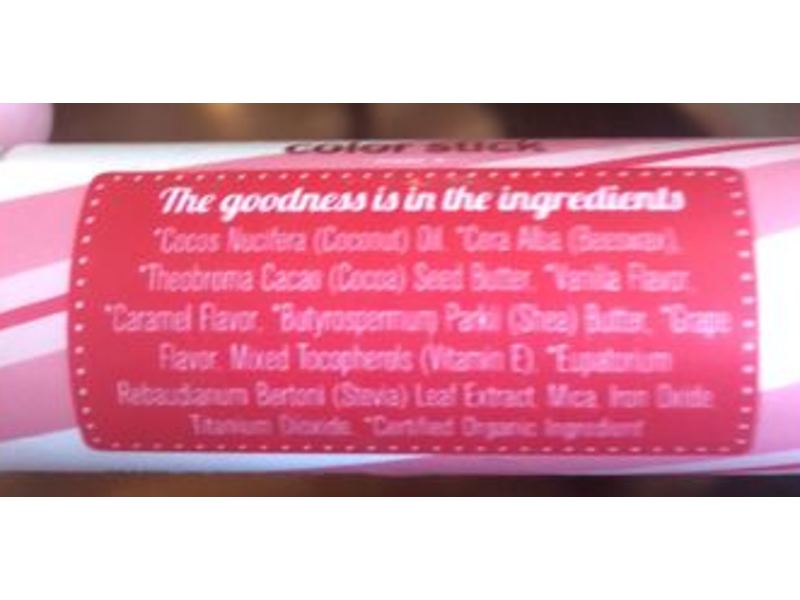 color stick
The goodness is in the ingredients
*Cocos Nucifera (Coconut) Oil, *Cera Alba (Beeswax),
*Theobroma Cacao (Cocoa) Seed Butter, *Vanilla Flavor,
*Caramel Flavor, *Butyrospermum Parkii (Shea) Butter, *Grape
Flavor, Mixed Tocopherols (Vitamin E), *Eupatorium
Rebaudianum Bertoni (Stevia) Leaf Extract, Mica, Iron Oxide,
Titanium Dioxide. *Certified Organic Ingredient